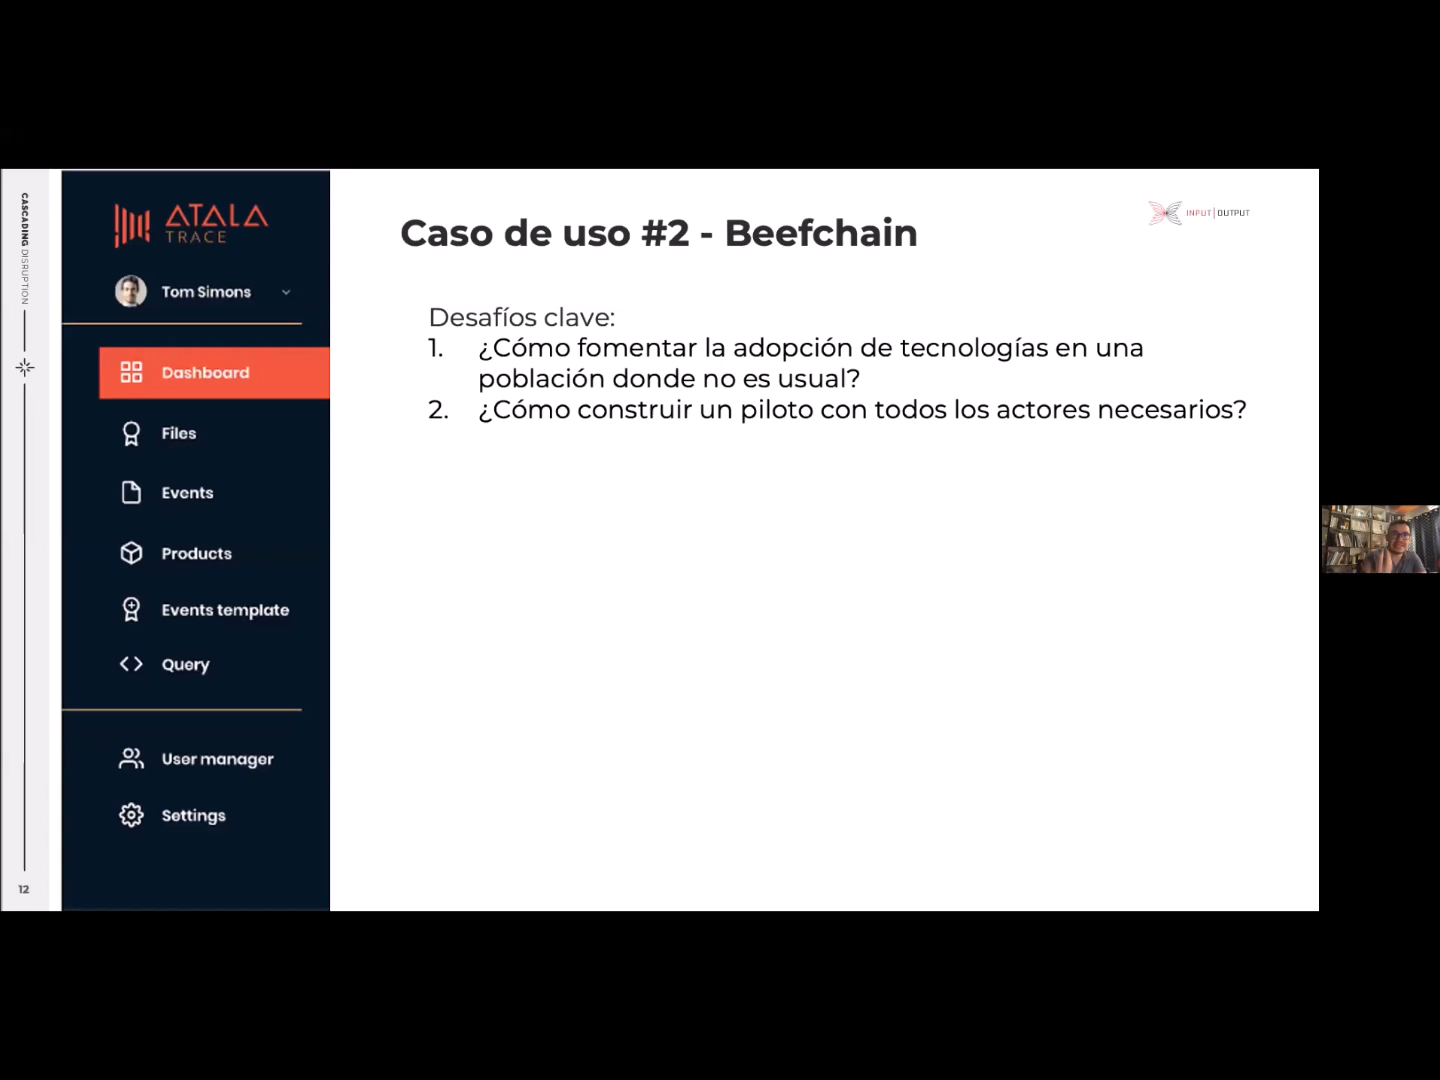 CASCADING DISRUPTION
12
ATALA
TRACE
Tom Simons
Dashboard
Files
Events
Products
Events template
Query
User manager
Settings
Caso de uso #2 - Beefchain
INPUT|OUTPUT
Desafíos clave:
1. ¿Cómo fomentar la adopción de tecnologías en una
población donde no es usual?
2. ¿Cómo construir un piloto con todos los actores necesarios?